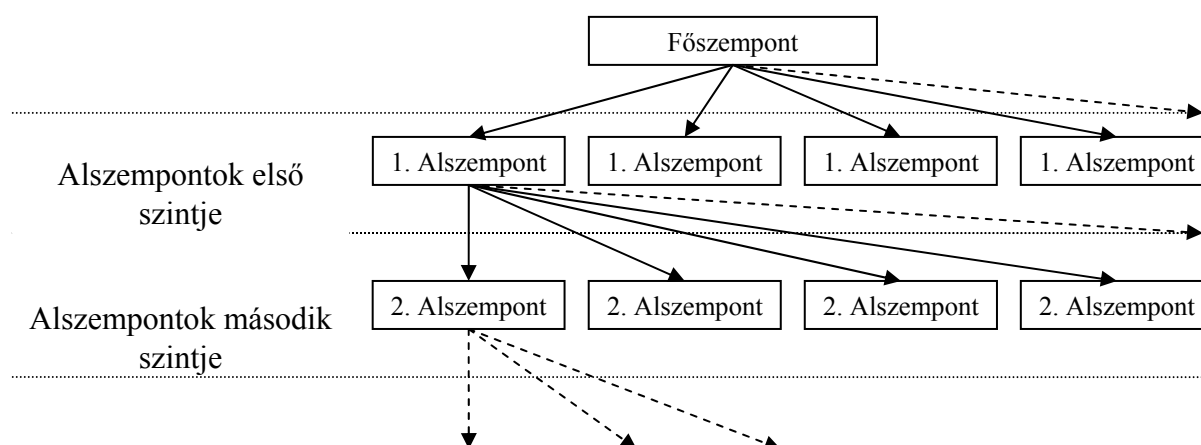 Főszempont
Alszempontok első
szintje
1. Alszempont
1. Alszempont
1. Alszempont
1. Alszempont
Alszempontok második
szintje
2. Alszempont
2. Alszempont
2. Alszempont
2. Alszempont